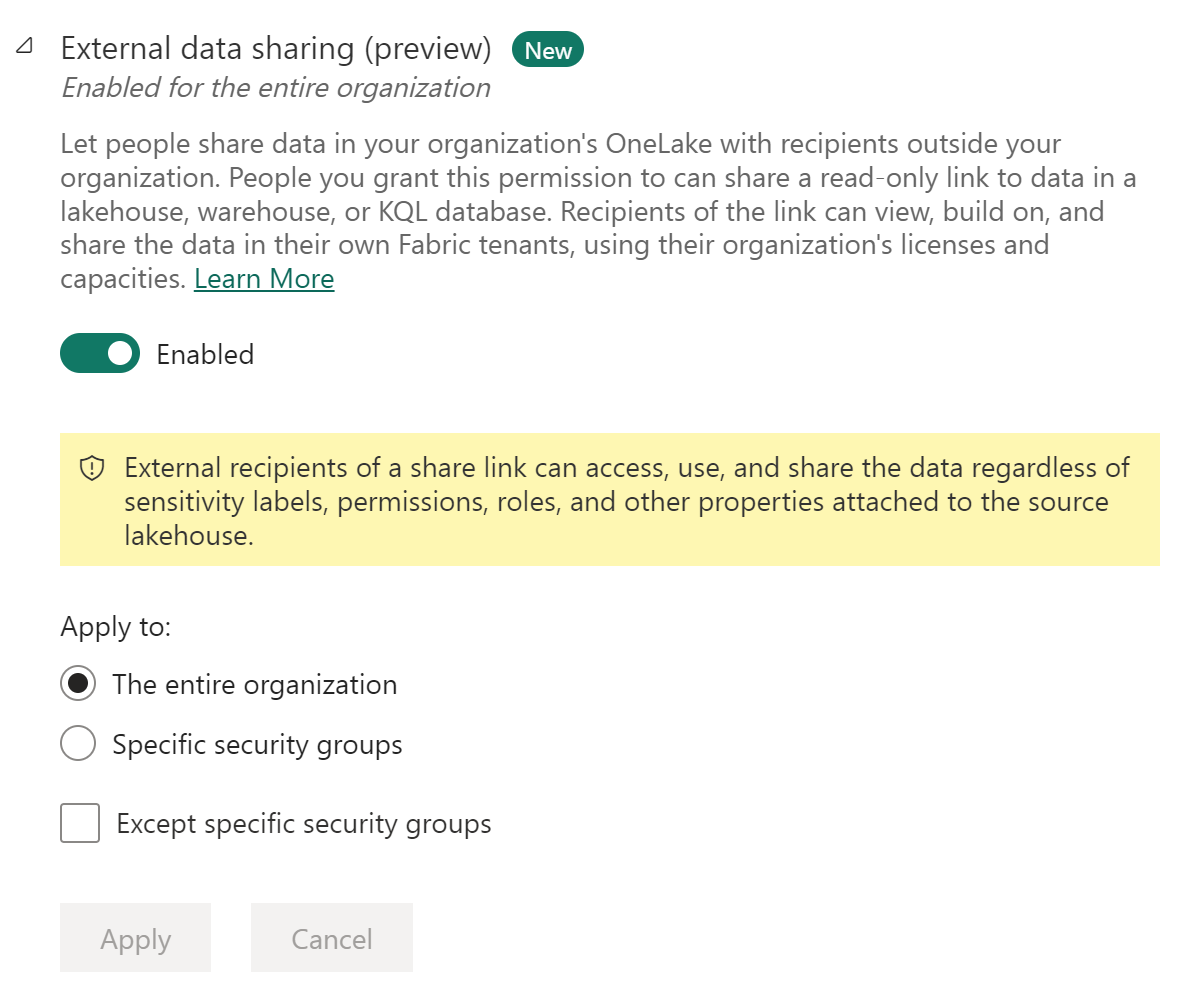 External data sharing (preview) New
Enabled for the entire organization
Let people share data in your organization's OneLake with recipients outside your
organization. People you grant this permission to can share a read-only link to data in a
lakehouse, warehouse, or KQL database. Recipients of the link can view, build on, and
share the data in their own Fabric tenants, using their organization's licenses and
capacities. Learn More
Enabled
External recipients of a share link can access, use, and share the data regardless of
sensitivity labels, permissions, roles, and other properties attached to the source
lakehouse.
Apply to:
The entire organization
Specific security groups
Except specific security groups
Apply Cancel